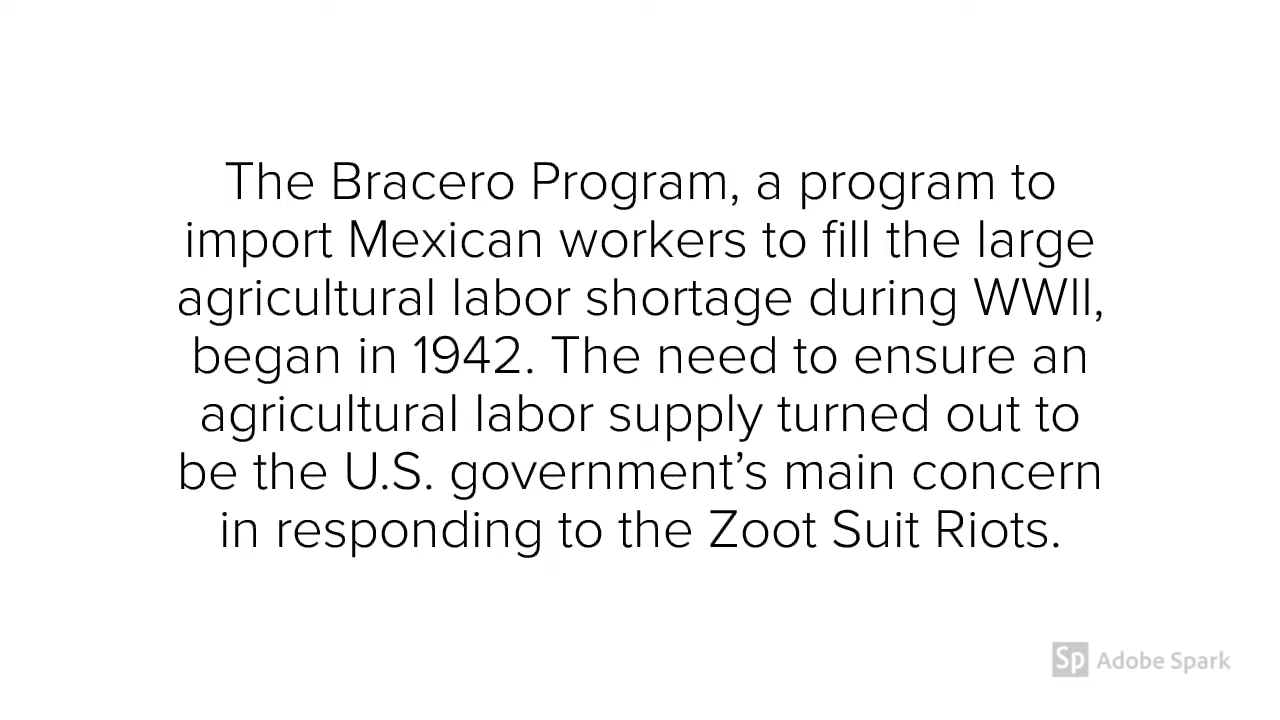 The Bracero Program, a program to
import Mexican workers to fill the large
agricultural labor shortage during WWII,
began in 1942. The need to ensure an
agricultural labor supply turned out to
be the U.S. government’s main concern
in responding to the Zoot Suit Riots.
Sp Adobe Spark